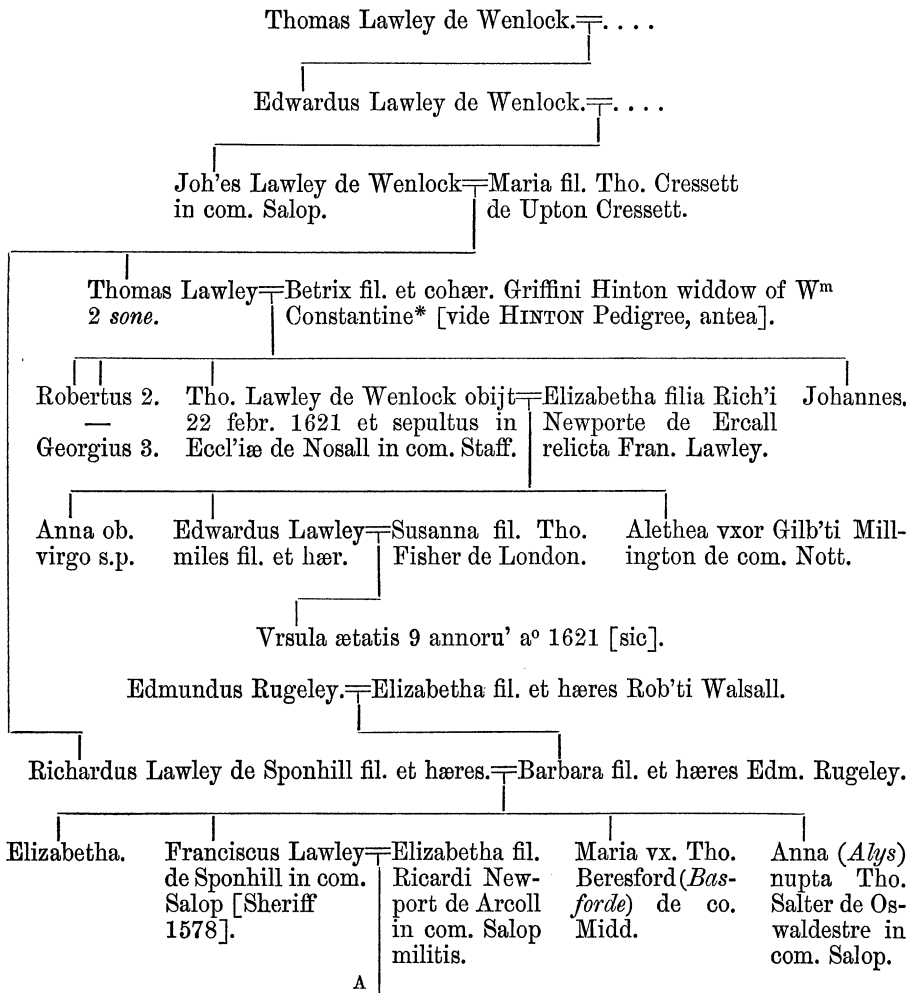 Thomas Lawley de Wenlock.=. . . .
Edwardus Lawley de Wenlock.=. . . .
Joh'es Lawley de Wenlock=Maria fil. Tho. Cressett
in com. Salop. de Upton Cressett.
Thomas Lawley=Betrix fil. et cohær. Griffini Hinton widdow of Wᵐ
2 sone. Constantine* [vide HINTON Pedigree, antea].
Robertus 2. Tho. Lawley de Wenlock obijt=Elizabetha filia Rich'i Johannes.
— 22 febr. 1621 et sepultus in Newporte de Ercall
Georgius 3. Eccl'iæ de Nosall in com. Staff. relicta Fran. Lawley.
Anna ob. Edwardus Lawley=Susanna fil. Tho. Alethea vxor Gilb'ti Mill-
virgo s.p. miles fil. et hær. Fisher de London. ington de com. Nott.
Vrsula ætatis 9 annoru' aº 1621 [sic].
Edmundus Rugeley.=Elizabetha fil. et hæres Rob'ti Walsall.
Richardus Lawley de Sponhill fil. et hæres.=Barbara fil. et hæres Edm. Rugeley.
Elizabetha. Franciscus Lawley=Elizabetha fil. Maria vx. Tho. Anna (Alys)
de Sponhill in com. Ricardi New- Beresford (Bas- nupta Tho.
Salop [Sheriff port de Arcoll forde) de co. Salter de Os-
1578]. in com. Salop Midd. waldestre in
militis. com. Salop.
A